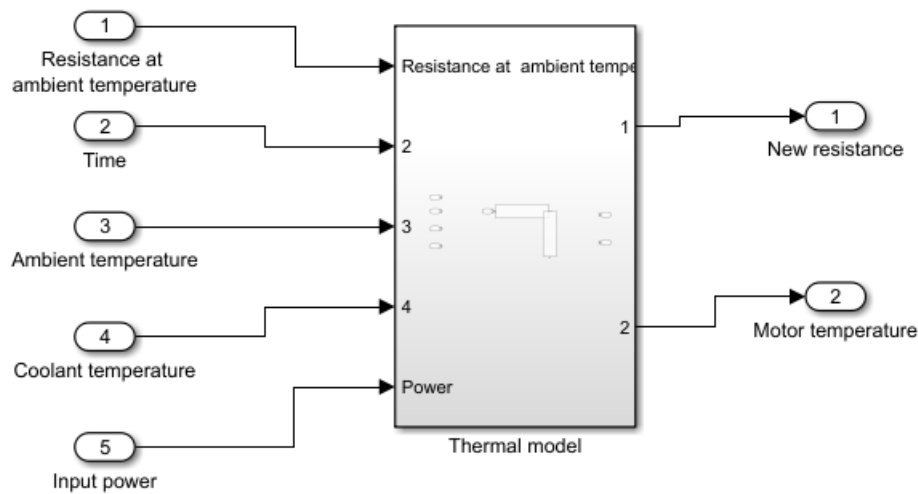 1
Resistance at
ambient temperature
2
Time
3
Ambient temperature
4
Coolant temperature
5
Input power
Resistance at ambient tempe
2
3
4
Power
1
2
Thermal model
1
New resistance
2
Motor temperature